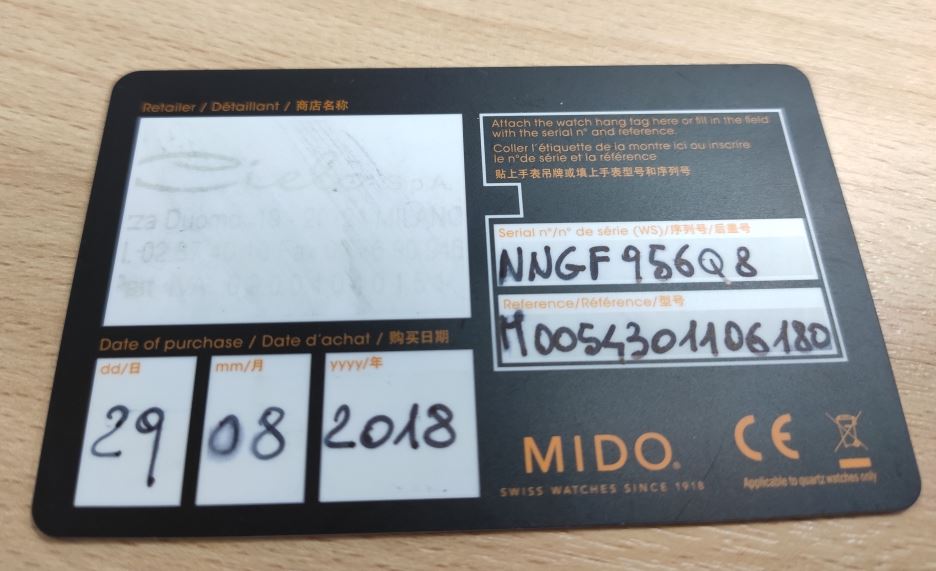 Retailer / Détaillant / 商店名称
Duomo
MILANO
Date of purchase / Date d'achat / 购买日期
dd/日
mm/月
yyyy/年
29
08
2018
Attach the watch hang tag here or fill in the field
with the serial n° and reference.
Coller l'étiquette de la montre ici ou inscrire
le n°de série et la référence
贴上手表吊牌或填上手表型号和序列号
Serial n°/n° de série (WS)/序列号/后盖号
NNGF956Q8
Reference/Référence/型号
M0054301106180
MIDO
SWISS WATCHES SINCE 1918
CE
Applicable to quartz watches only